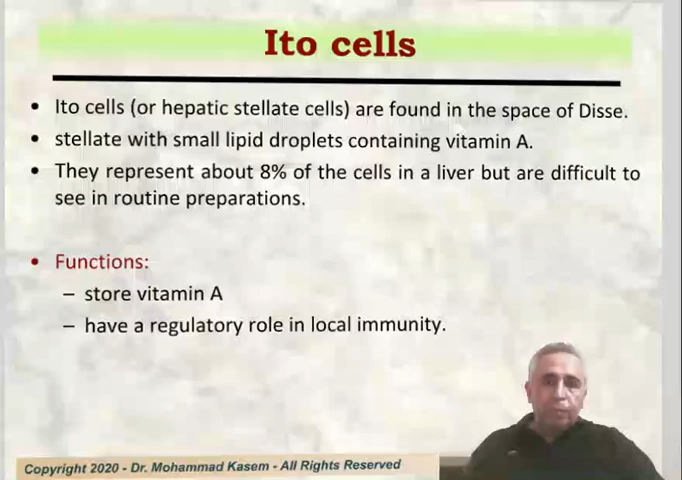 Ito cells
• Ito cells (or hepatic stellate cells) are found in the space of Disse.
• stellate with small lipid droplets containing vitamin A.
• They represent about 8% of the cells in a liver but are difficult to
see in routine preparations.
• Functions:
– store vitamin A
– have a regulatory role in local immunity.
Copyright 2020 - Dr. Mohammad Kasem - All Rights Reserved